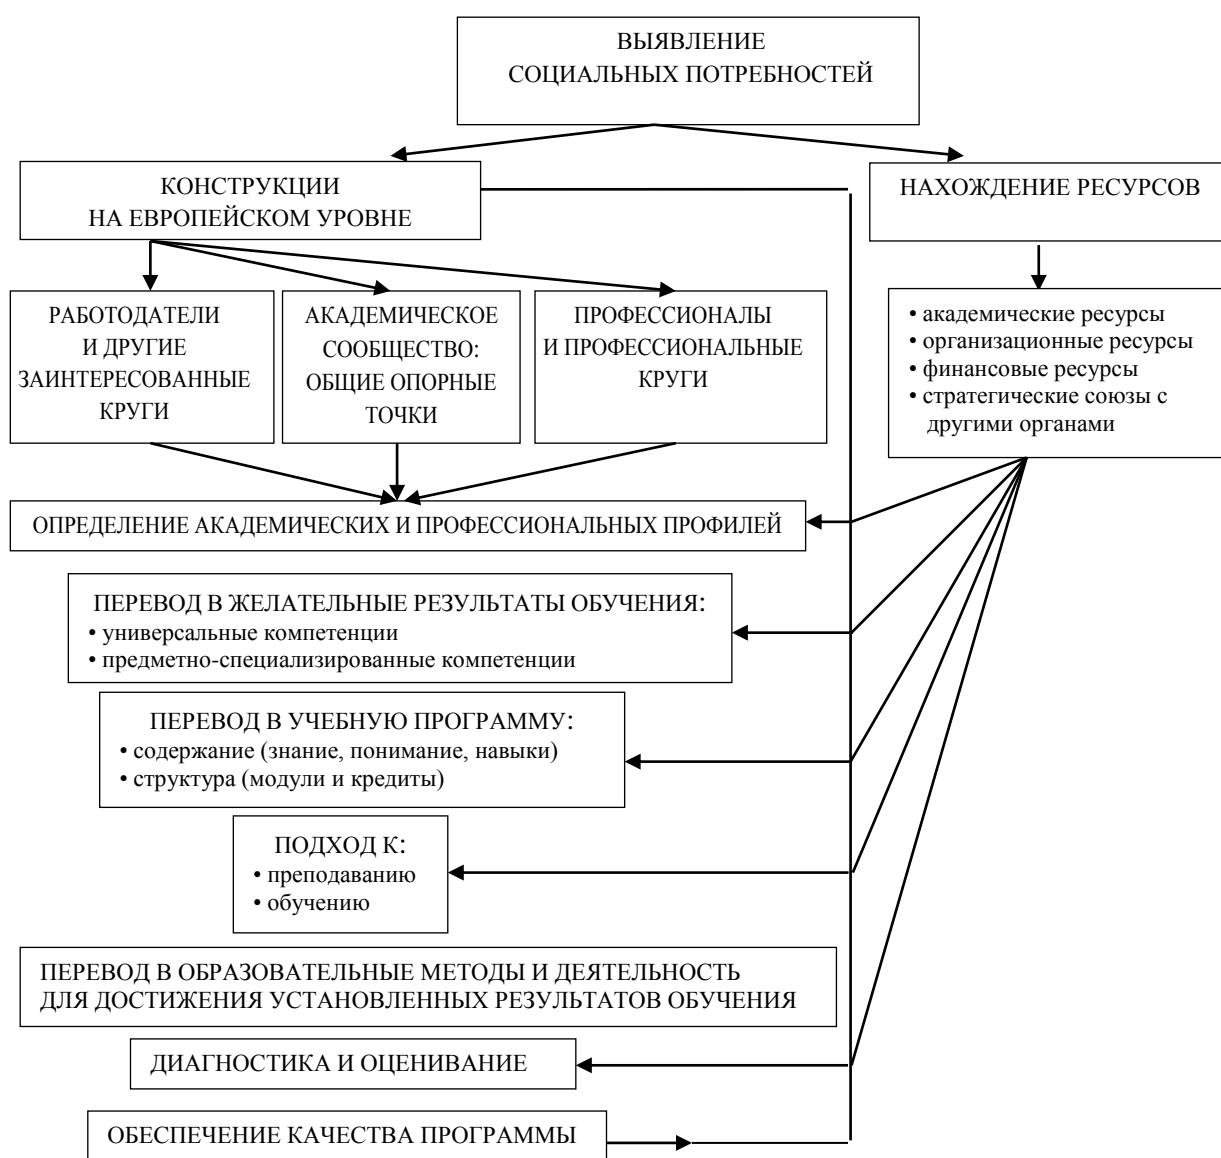 ВЫЯВЛЕНИЕ
СОЦИАЛЬНЫХ ПОТРЕБНОСТЕЙ
КОНСТРУКЦИИ
НА ЕВРОПЕЙСКОМ УРОВНЕ
НАХОЖДЕНИЕ РЕСУРСОВ
РАБОТОДАТЕЛИ
И ДРУГИЕ
ЗАИНТЕРЕСОВАННЫЕ
КРУГИ
АКАДЕМИЧЕСКОЕ
СООБЩЕСТВО:
ОБЩИЕ ОПОРНЫЕ
ТОЧКИ
ПРОФЕССИОНАЛЫ
И ПРОФЕССИОНАЛЬНЫЕ
КРУГИ
• академические ресурсы
• организационные ресурсы
• финансовые ресурсы
• стратегические союзы с
другими органами
ОПРЕДЕЛЕНИЕ АКАДЕМИЧЕСКИХ И ПРОФЕССИОНАЛЬНЫХ ПРОФИЛЕЙ
ПЕРЕВОД В ЖЕЛАТЕЛЬНЫЕ РЕЗУЛЬТАТЫ ОБУЧЕНИЯ:
• универсальные компетенции
• предметно-специализированные компетенции
ПЕРЕВОД В УЧЕБНУЮ ПРОГРАММУ:
• содержание (знание, понимание, навыки)
• структура (модули и кредиты)
ПОДХОД К:
• преподаванию
• обучению
ПЕРЕВОД В ОБРАЗОВАТЕЛЬНЫЕ МЕТОДЫ И ДЕЯТЕЛЬНОСТЬ
ДЛЯ ДОСТИЖЕНИЯ УСТАНОВЛЕННЫХ РЕЗУЛЬТАТОВ ОБУЧЕНИЯ
ДИАГНОСТИКА И ОЦЕНИВАНИЕ
ОБЕСПЕЧЕНИЕ КАЧЕСТВА ПРОГРАММЫ